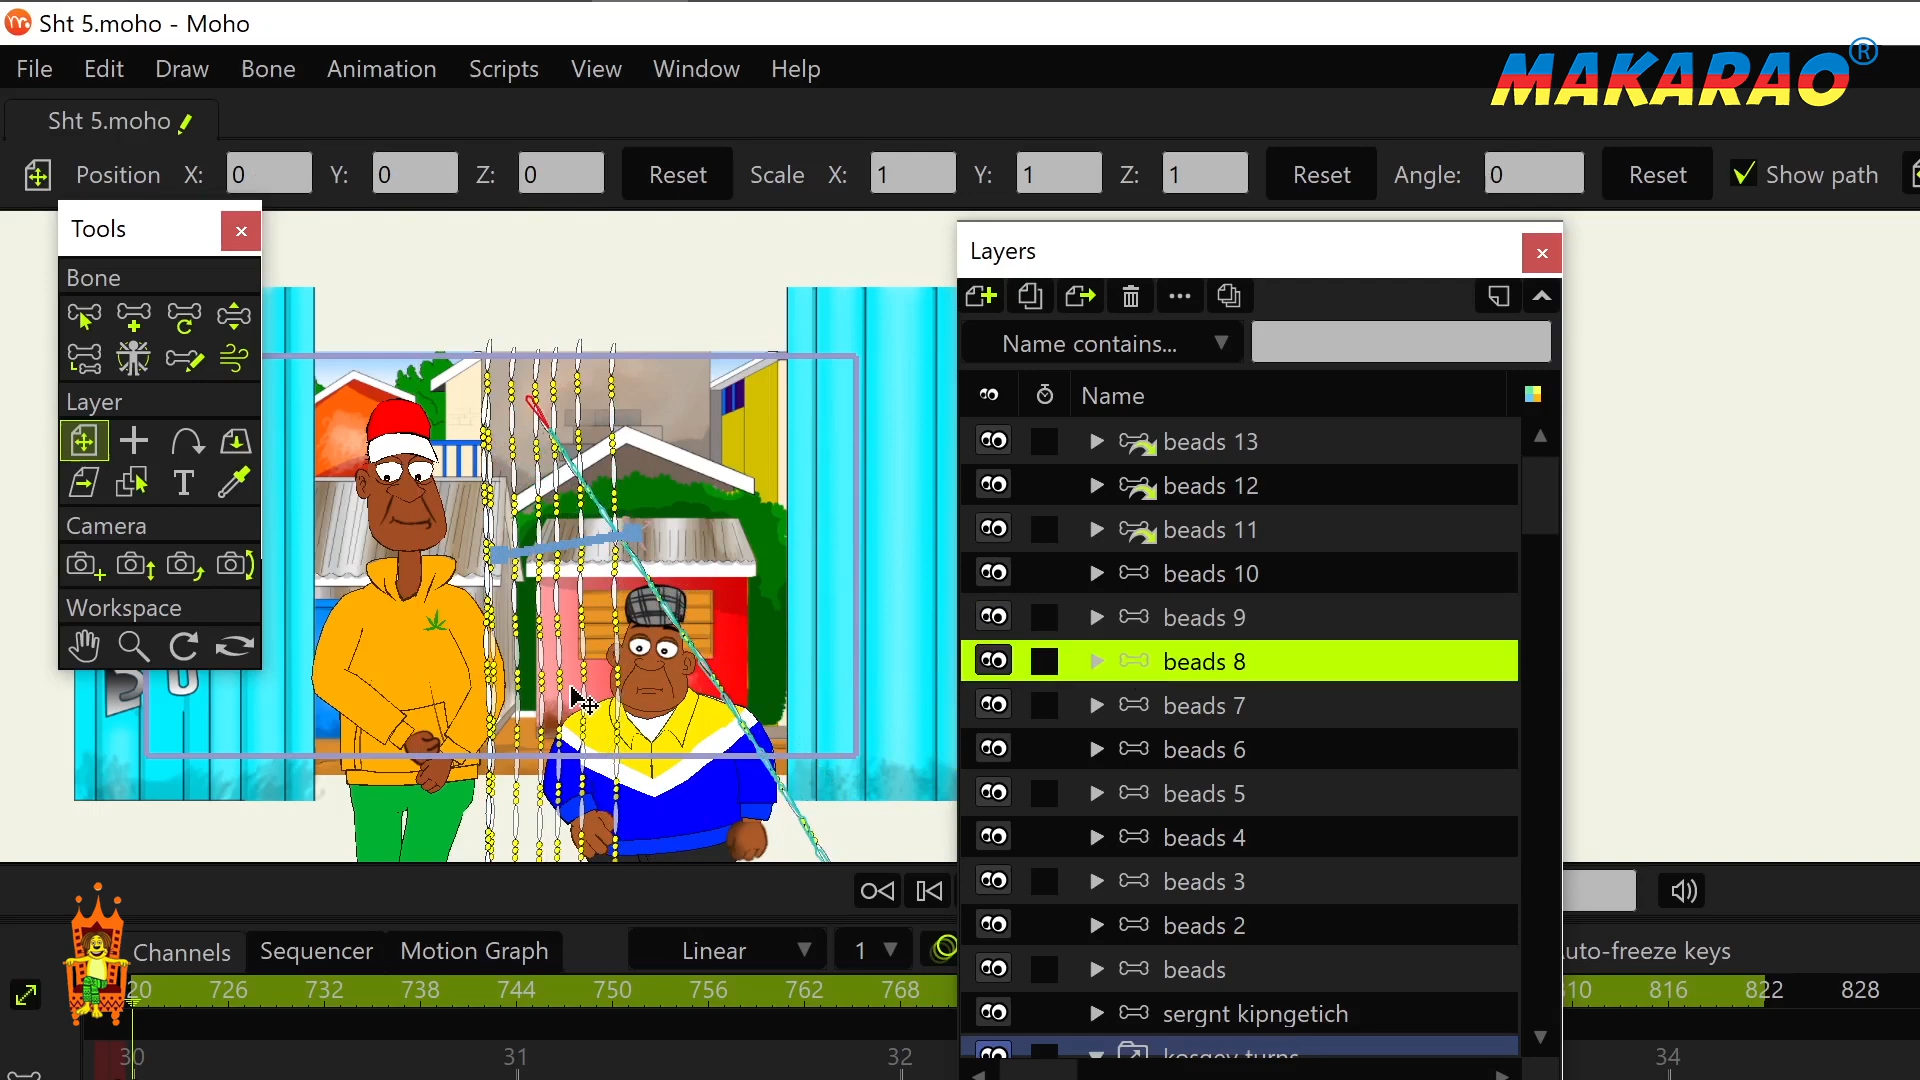 Sht 5.moho - Moho
File Edit Draw Bone Animation Scripts View Window Help
MAKARAO®
Sht 5.moho
Position X: 0 Y: 0 Z: 0 Reset Scale X: 1 Y: 1 Z: 1 Reset Angle: 0 Reset Show path
Tools
Bone
Layer
T
Camera
Workspace
Layers
Name contains...
Name
beads 13
beads 12
beads 11
beads 10
beads 9
beads 8
beads 7
beads 6
beads 5
beads 4
beads 3
beads 2
beads
sergnt kipngetich
kosgey turns
Channels Sequencer Motion Graph Linear 1 uto-freeze keys
20 726 732 738 744 750 756 762 768 810 816 822 828
30 31 32 34